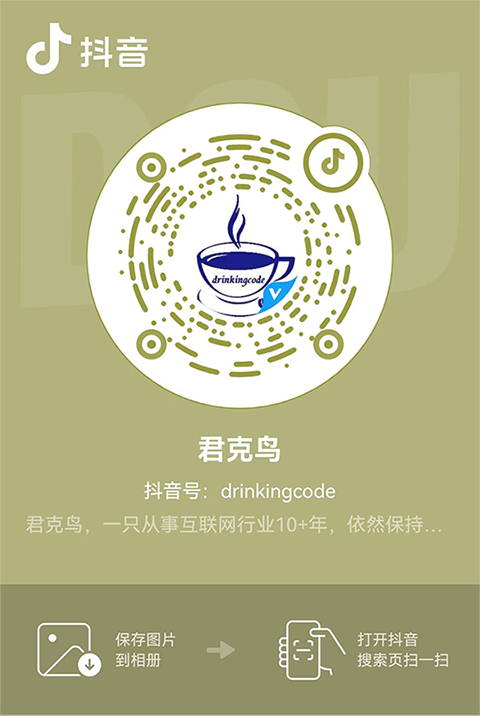 抖音
DOU
drinkingcode
君克鸟
抖音号：drinkingcode
君克鸟，一只从事互联网行业10+年，依然保持...
保存图片
到相册
打开抖音
搜索页扫一扫